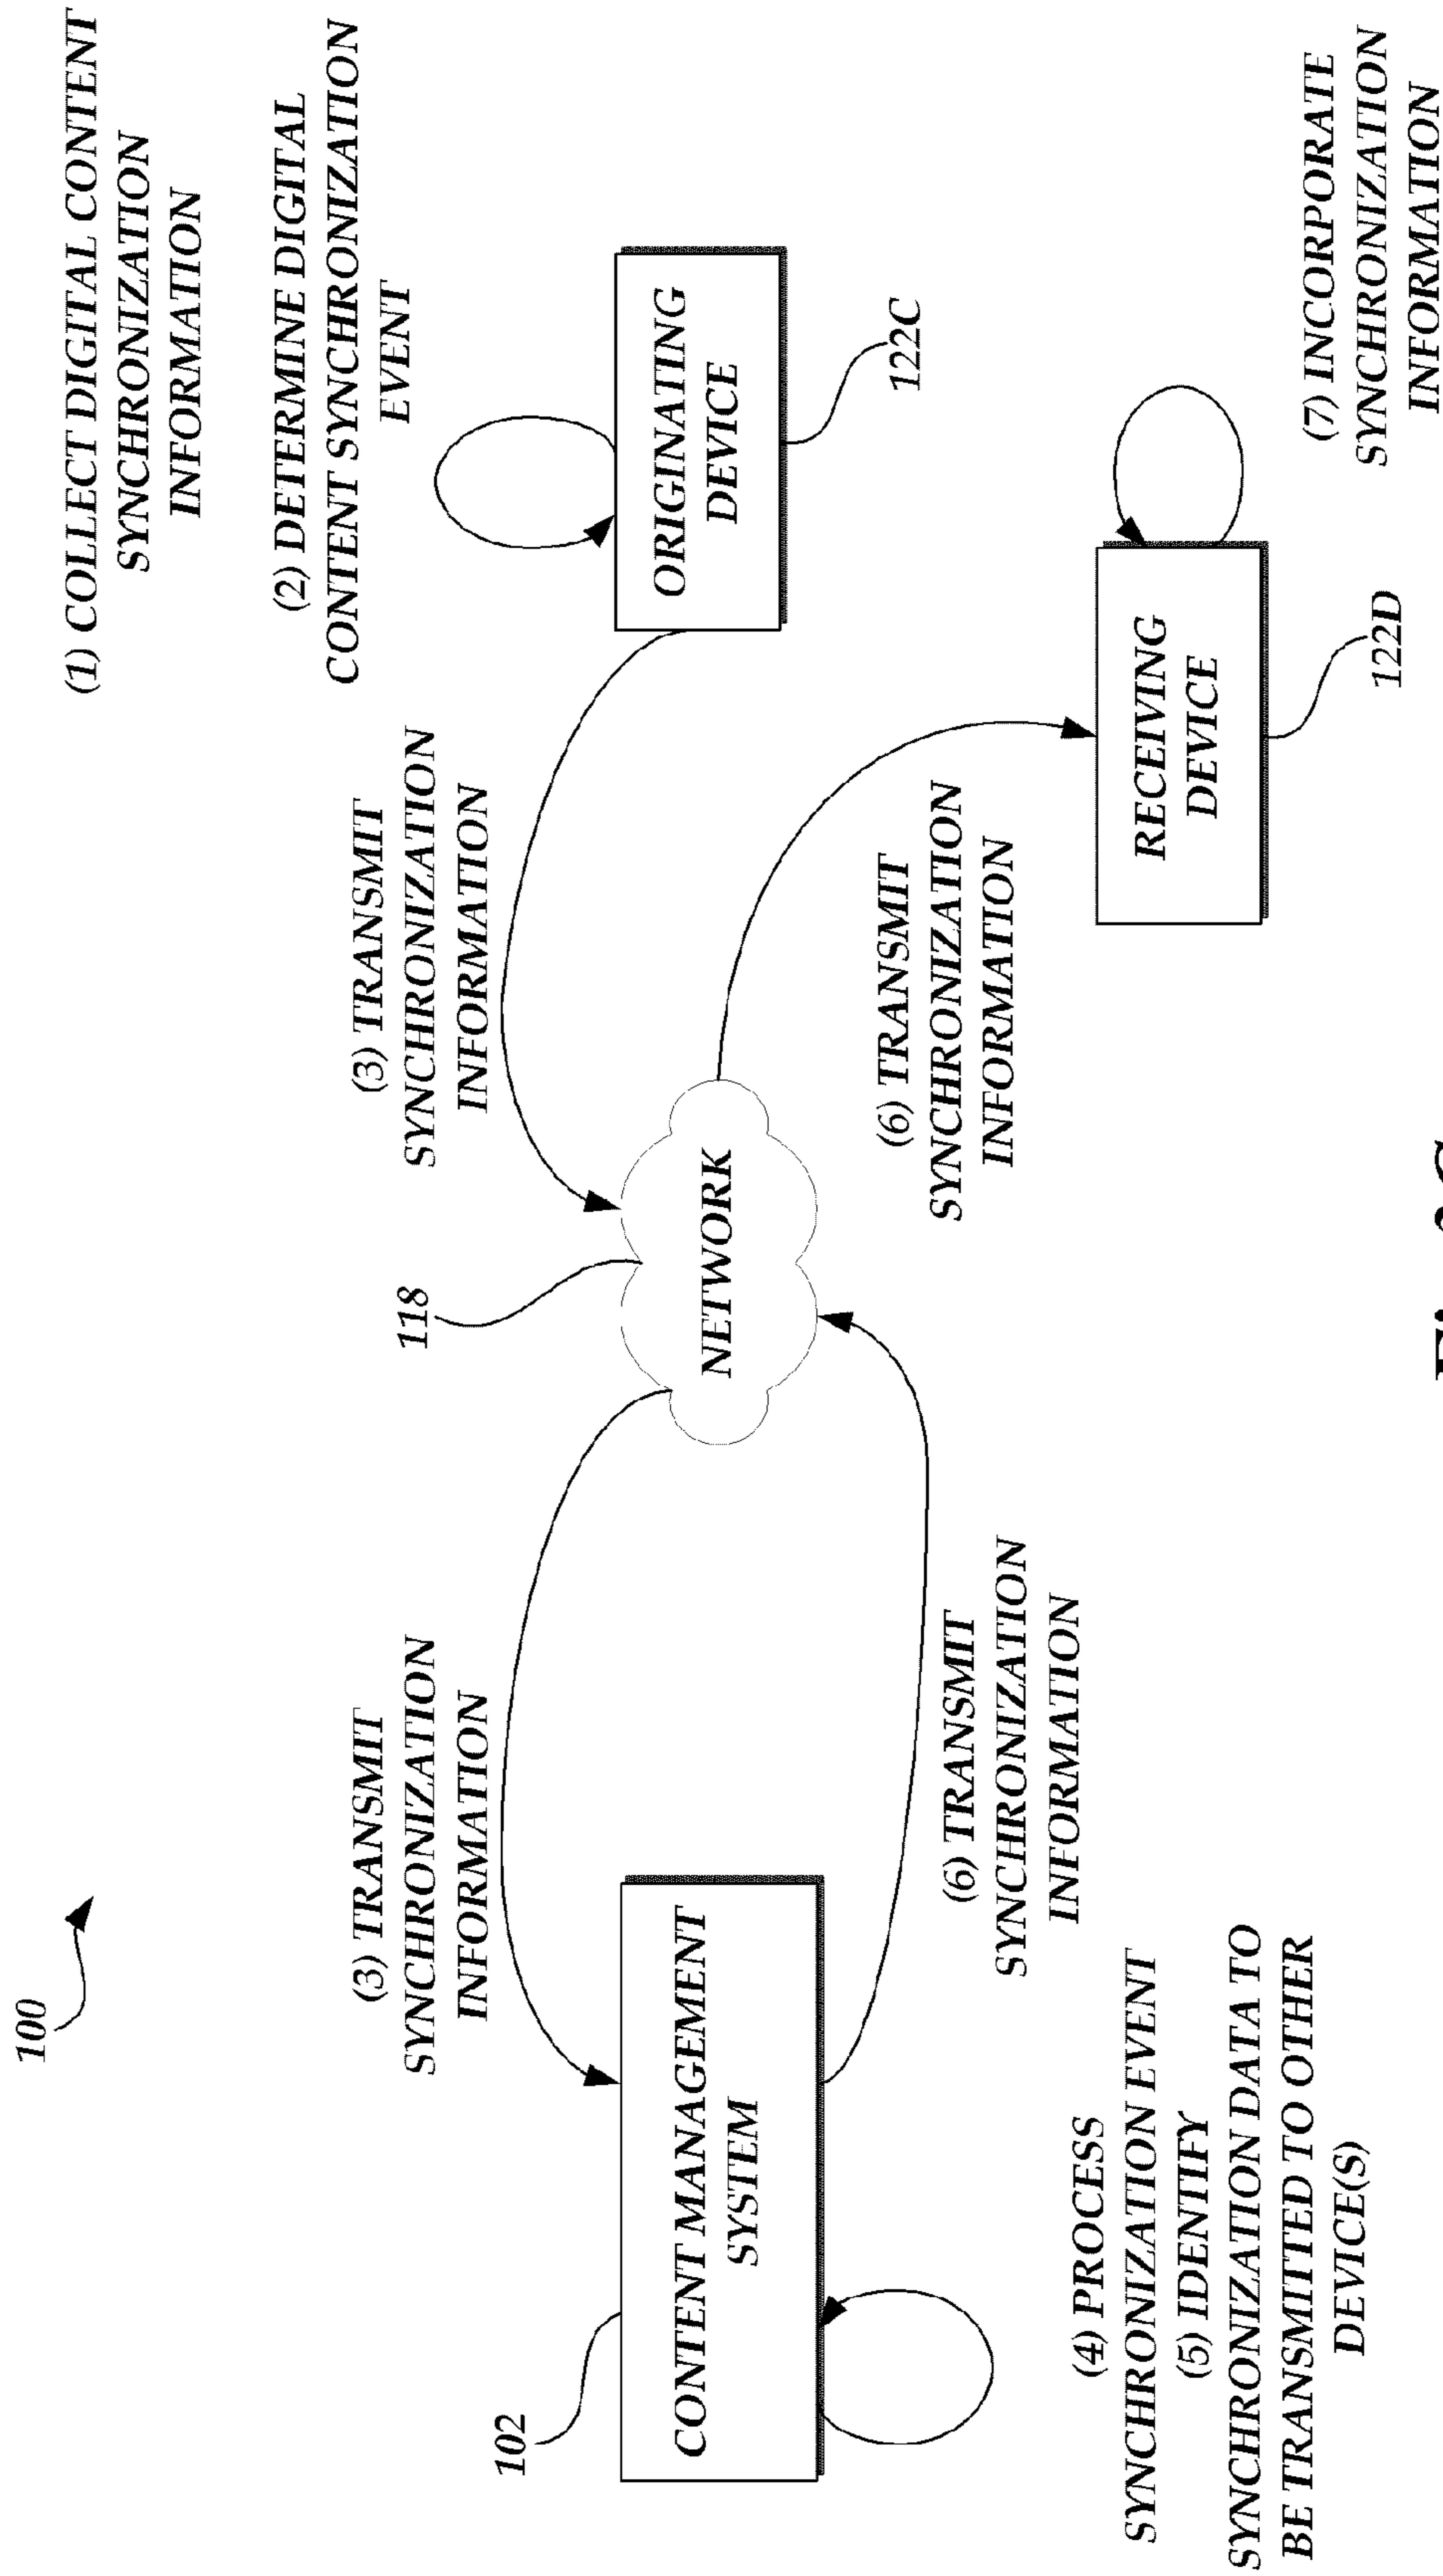 100
(1) COLLECT DIGITAL CONTENT
SYNCHRONIZATION
INFORMATION
(2) DETERMINE DIGITAL
CONTENT SYNCHRONIZATION
EVENT
(3) TRANSMIT
SYNCHRONIZATION
INFORMATION
118
(3) TRANSMIT
SYNCHRONIZATION
INFORMATION
102
CONTENT MANAGEMENT
SYSTEM
NETWORK
ORIGINATING
DEVICE
122C
(6) TRANSMIT
SYNCHRONIZATION
INFORMATION
(6) TRANSMIT
SYNCHRONIZATION
INFORMATION
(4) PROCESS
SYNCHRONIZATION EVENT
(5) IDENTIFY
SYNCHRONIZATION DATA TO
BE TRANSMITTED TO OTHER
DEVICE(S)
RECEIVING
DEVICE
122D
(7) INCORPORATE
SYNCHRONIZATION
INFORMATION